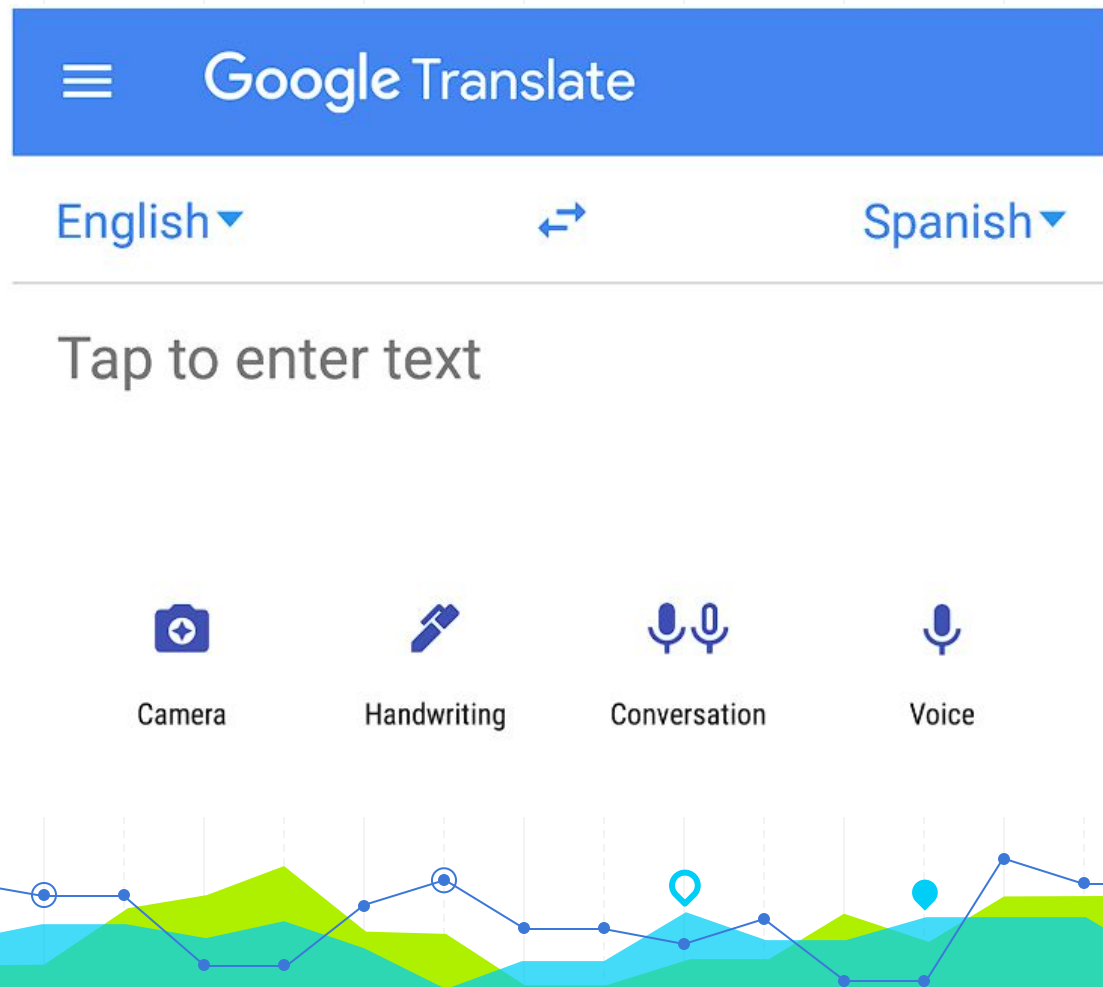 Google Translate
English Spanish
Tap to enter text
Camera Handwriting Conversation Voice